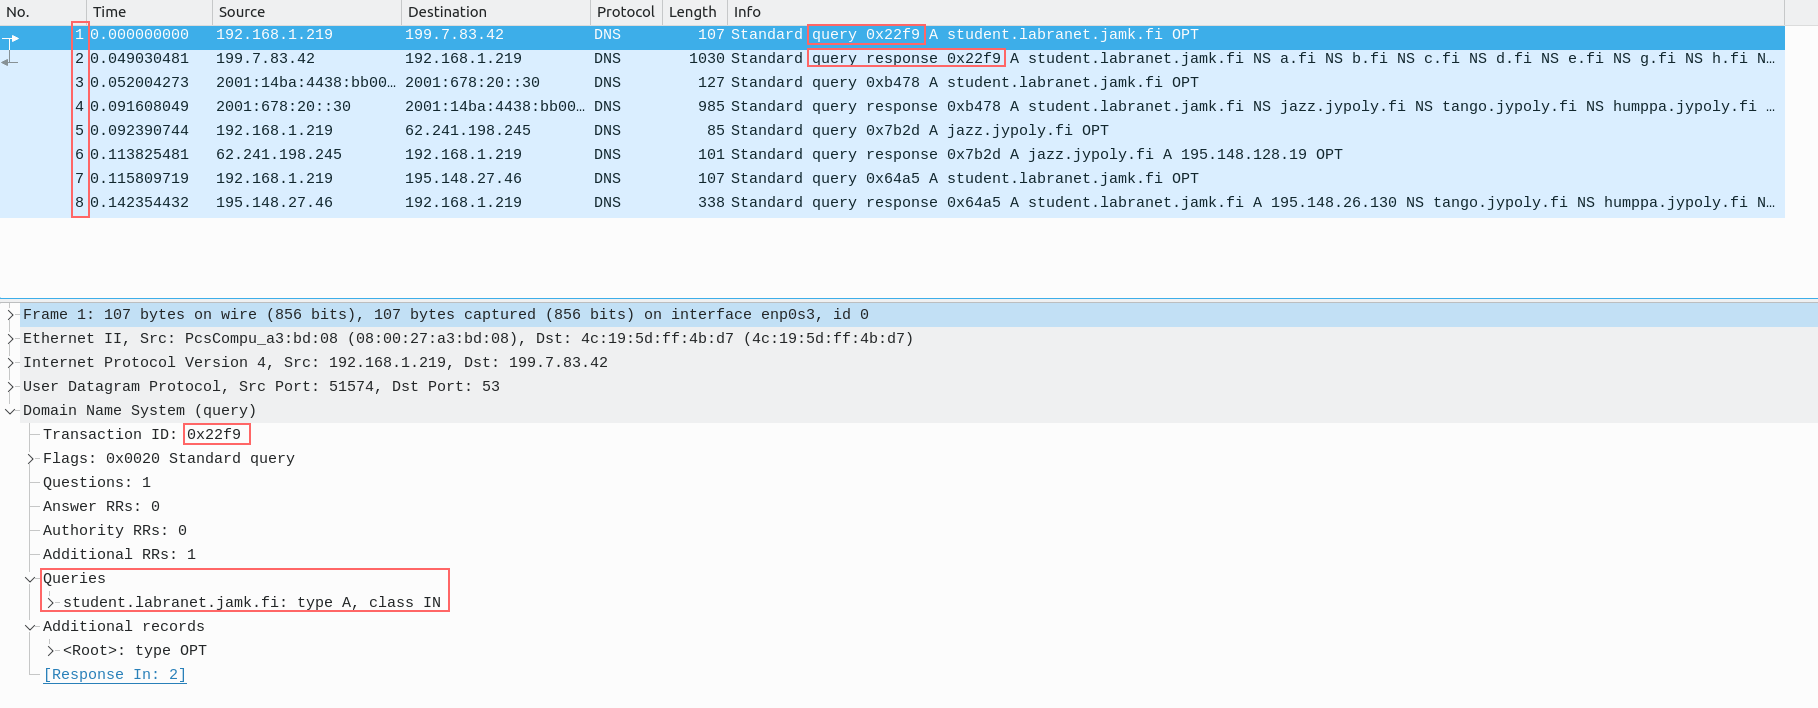 No. Time Source Destination Protocol Length Info
1 0.000000000 192.168.1.219 199.7.83.42 DNS 107 Standard query 0x22f9 A student.labranet.jamk.fi OPT
2 0.049030481 199.7.83.42 192.168.1.219 DNS 1030 Standard query response 0x22f9 A student.labranet.jamk.fi NS a.fi NS b.fi NS c.fi NS d.fi NS e.fi NS g.fi NS h.fi N…
3 0.052004273 2001:14ba:4438:bb00… 2001:678:20::30 DNS 127 Standard query 0xb478 A student.labranet.jamk.fi OPT
4 0.091608049 2001:678:20::30 2001:14ba:4438:bb00… DNS 985 Standard query response 0xb478 A student.labranet.jamk.fi NS jazz.jypoly.fi NS tango.jypoly.fi NS humppa.jypoly.fi …
5 0.092390744 192.168.1.219 62.241.198.245 DNS 85 Standard query 0x7b2d A jazz.jypoly.fi OPT
6 0.113825481 62.241.198.245 192.168.1.219 DNS 101 Standard query response 0x7b2d A jazz.jypoly.fi A 195.148.128.19 OPT
7 0.115809719 192.168.1.219 195.148.27.46 DNS 107 Standard query 0x64a5 A student.labranet.jamk.fi OPT
8 0.142354432 195.148.27.46 192.168.1.219 DNS 338 Standard query response 0x64a5 A student.labranet.jamk.fi A 195.148.26.130 NS tango.jypoly.fi NS humppa.jypoly.fi N…
Frame 1: 107 bytes on wire (856 bits), 107 bytes captured (856 bits) on interface enp0s3, id 0
Ethernet II, Src: PcsCompu_a3:bd:08 (08:00:27:a3:bd:08), Dst: 4c:19:5d:ff:4b:d7 (4c:19:5d:ff:4b:d7)
Internet Protocol Version 4, Src: 192.168.1.219, Dst: 199.7.83.42
User Datagram Protocol, Src Port: 51574, Dst Port: 53
Domain Name System (query)
Transaction ID: 0x22f9
Flags: 0x0020 Standard query
Questions: 1
Answer RRs: 0
Authority RRs: 0
Additional RRs: 1
Queries
student.labranet.jamk.fi: type A, class IN
Additional records
<Root>: type OPT
[Response In: 2]